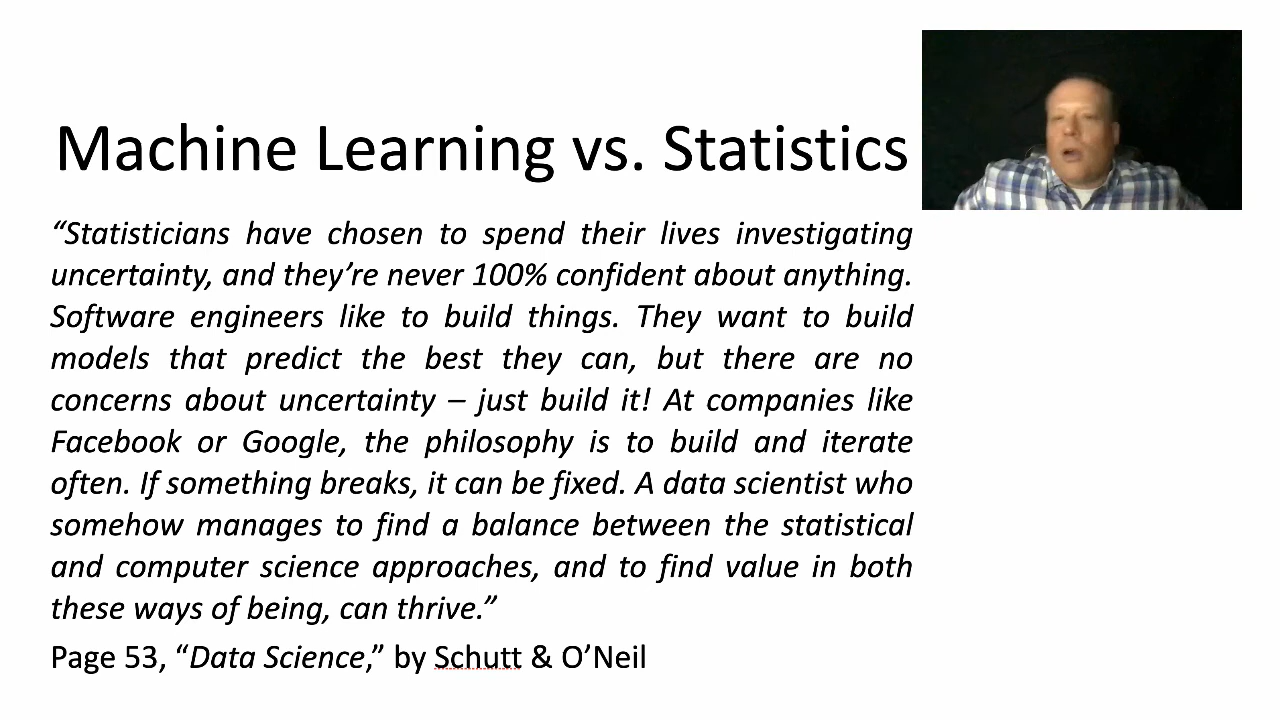 Machine Learning vs. Statistics
“Statisticians have chosen to spend their lives investigating
uncertainty, and they’re never 100% confident about anything.
Software engineers like to build things. They want to build
models that predict the best they can, but there are no
concerns about uncertainty – just build it! At companies like
Facebook or Google, the philosophy is to build and iterate
often. If something breaks, it can be fixed. A data scientist who
somehow manages to find a balance between the statistical
and computer science approaches, and to find value in both
these ways of being, can thrive.”
Page 53, “Data Science,” by Schutt & O’Neil